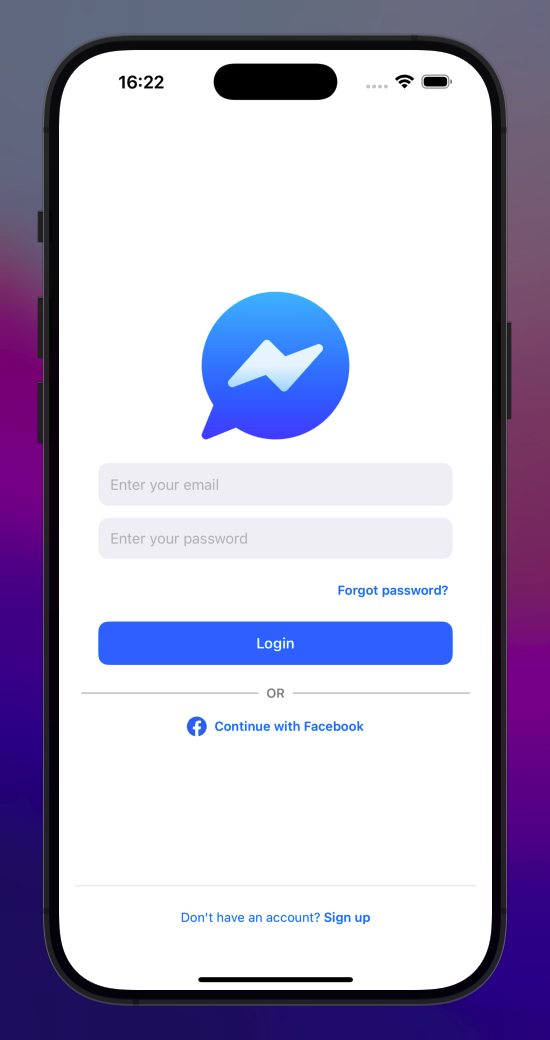 16:22
Enter your email
Enter your password
Forgot password?
Login
OR
Continue with Facebook
Don't have an account? Sign up